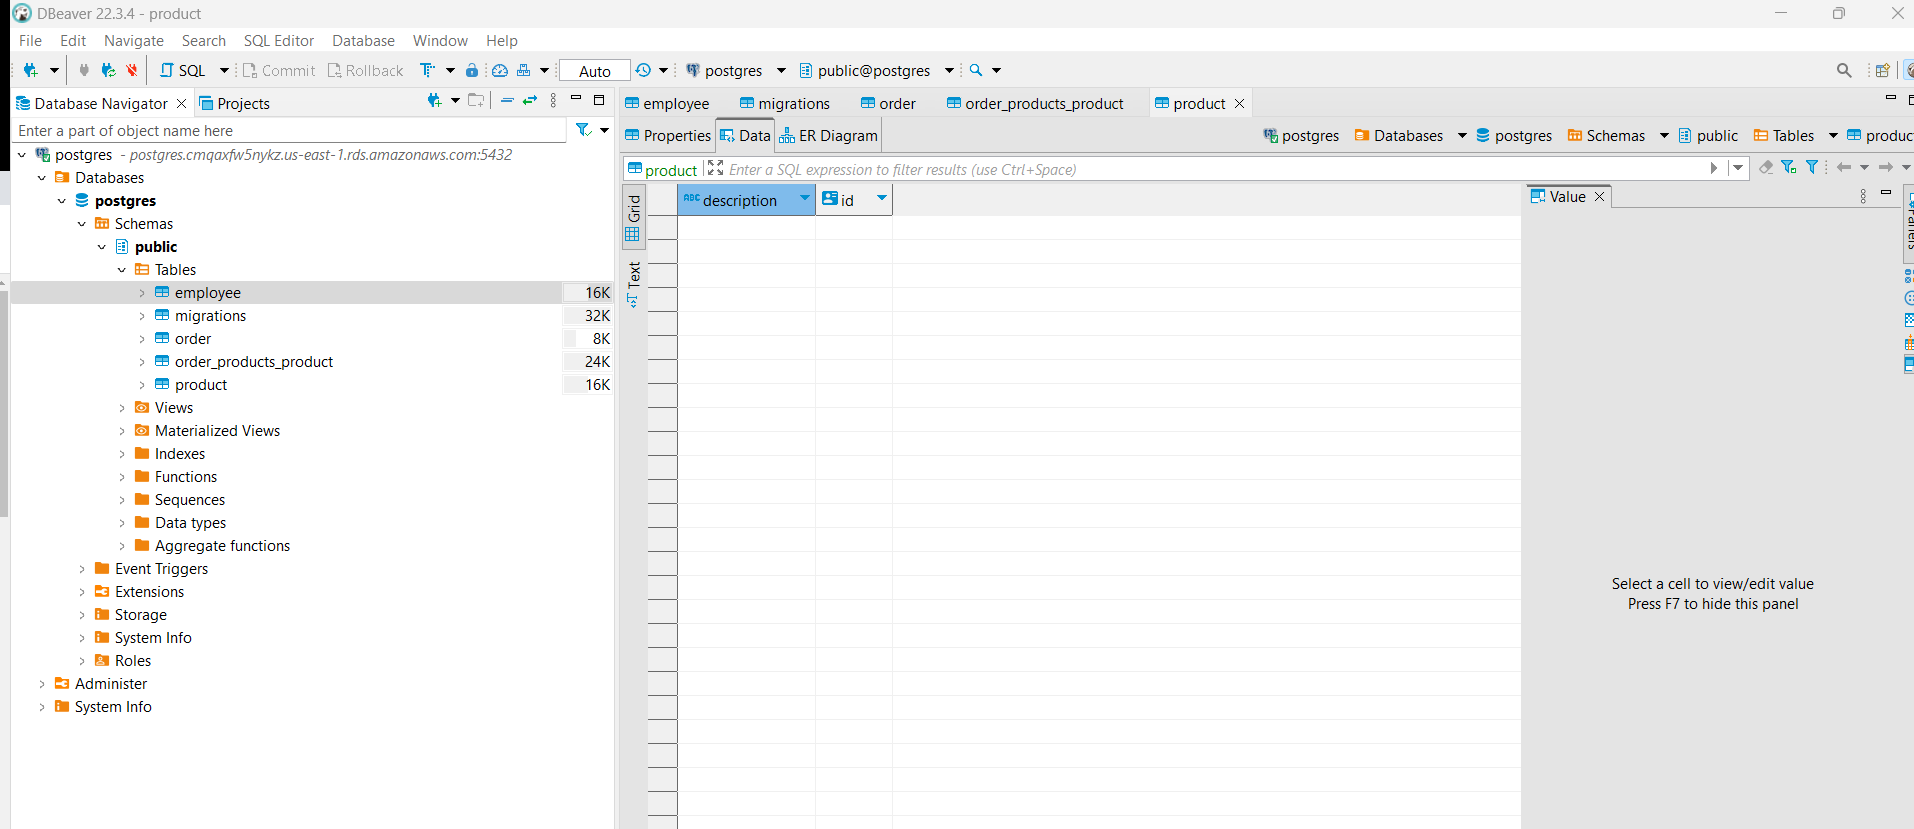 DBeaver 22.3.4 - product
File Edit Navigate Search SQL Editor Database Window Help
SQL Commit Rollback Auto postgres public@postgres
Database Navigator Projects
Enter a part of object name here
postgres - postgres.cmqaxfw5nykz.us-east-1.rds.amazonaws.com:5432
Databases
postgres
Schemas
public
Tables
employee 16K
migrations 32K
order 8K
order_products_product 24K
product 16K
Views
Materialized Views
Indexes
Functions
Sequences
Data types
Aggregate functions
Event Triggers
Extensions
Storage
System Info
Roles
Administer
System Info
employee migrations order order_products_product product
Properties Data ER Diagram postgres Databases postgres Schemas public Tables produc
product Enter a SQL expression to filter results (use Ctrl+Space)
Grid
Text
ABC description id
Value
Select a cell to view/edit value
Press F7 to hide this panel